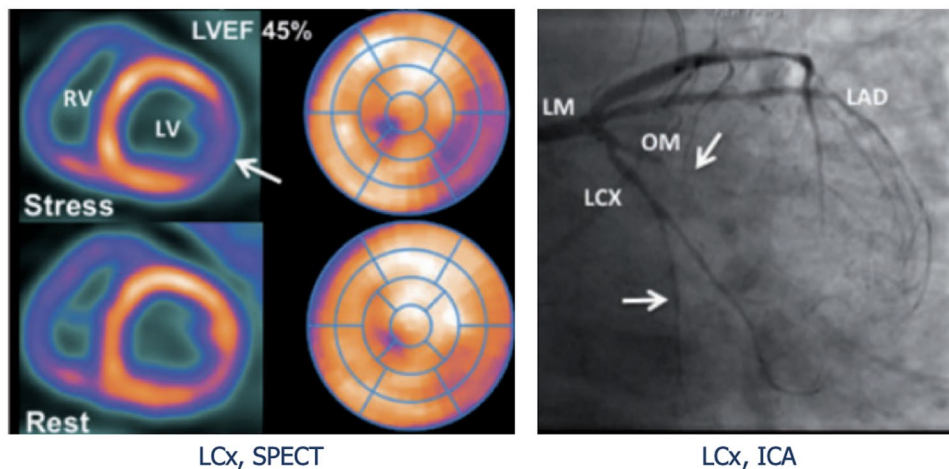 LVEF 45%
RV
LV
Stress
Rest
LCx, SPECT
LM
LAD
OM
LCX
LCx, ICA